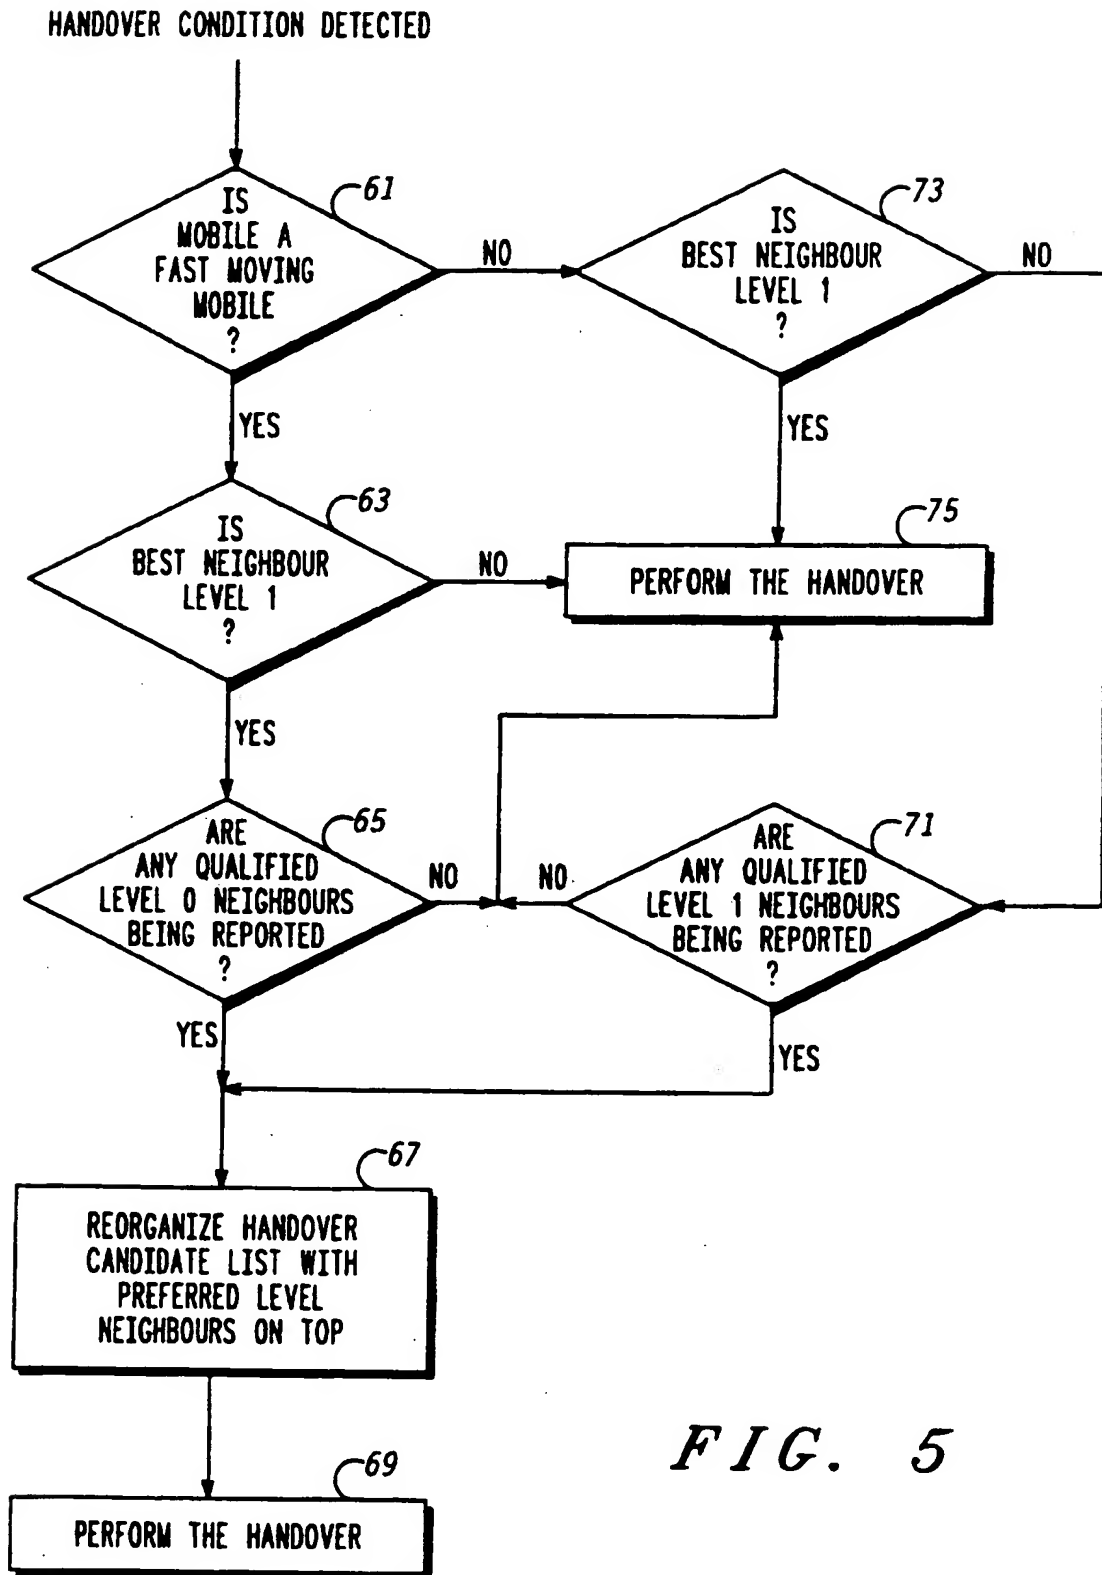 HANDOVER CONDITION DETECTED
61
IS
MOBILE A
FAST MOVING
MOBILE
?
NO
YES
73
IS
BEST NEIGHBOUR
LEVEL 1
?
NO
YES
63
IS
BEST NEIGHBOUR
LEVEL 1
?
NO
YES
75
PERFORM THE HANDOVER
65
ARE
ANY QUALIFIED
LEVEL 0 NEIGHBOURS
BEING REPORTED
?
NO
YES
71
ARE
ANY QUALIFIED
LEVEL 1 NEIGHBOURS
BEING REPORTED
?
NO
YES
67
REORGANIZE HANDOVER
CANDIDATE LIST WITH
PREFERRED LEVEL
NEIGHBOURS ON TOP
69
PERFORM THE HANDOVER
FIG. 5